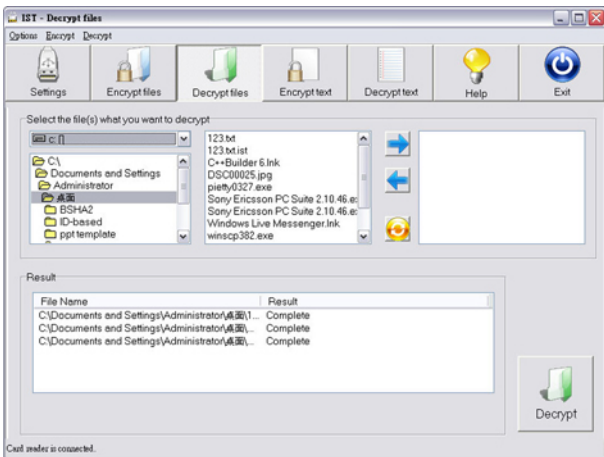 IST - Decrypt files
Options Encrypt Decrypt
Settings Encrypt files Decrypt files Encrypt text Decrypt text Help Exit
Select the file(s) what you want to decrypt
c: []
C:\
Documents and Settings
Administrator
桌面
BSHA2
ID-based
ppt template
123.txt
123.txt.ist
C++Builder 6.lnk
DSC00025.jpg
pietty0327.exe
Sony Ericsson PC Suite 2.10.46.e
Sony Ericsson PC Suite 2.10.46.e
Windows Live Messenger.lnk
winscp382.exe
Result
File Name Result
C:\Documents and Settings\Administrator\桌面\1... Complete
C:\Documents and Settings\Administrator\桌面\... Complete
C:\Documents and Settings\Administrator\桌面\... Complete
Decrypt
Card reader is connected.